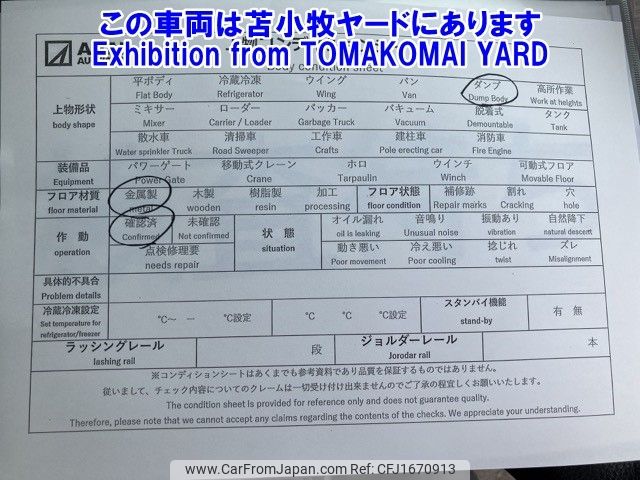 この車両は苫小牧ヤードにあります
Exhibition from TOMAKOMAI YARD
Body condition sheet
上物形状 body shape
平ボディ 冷蔵冷凍 ウイング バン ダンプ 高所作業
Flat Body Refrigerator Wing Van Dump Body Work at heights
ミキサー ローダー パッカー バキューム 脱着式 タンク
Mixer Carrier / Loader Garbage Truck Vacuum Demountable Tank
散水車 清掃車 工作車 建柱車 消防車
Water sprinkler Truck Road Sweeper Crafts Pole erecting car Fire Engine
装備品 パワーゲート 移動式クレーン ホロ ウインチ 可動式フロア
Equipment Power Gate Crane Tarpaulin Winch Movable Floor
フロア材質 金属製 木製 樹脂製 加工 フロア状態 補修跡 割れ 穴
floor material metal wooden resin processing floor condition Repair marks Cracking hole
作動 operation
確認済 未確認
Confirmed Not confirmed
点検修理要
needs repair
状態 situation
オイル漏れ 音鳴り 振動あり 自然降下
oil is leaking Unusual noise vibration natural descent
動き悪い 冷え悪い 捻じれ ズレ
Poor movement Poor cooling twist Misalignment
具体的不具合
Problem details
冷蔵冷凍設定
Set temperature for
refrigerator/freezer
℃～ － ℃設定 ℃ ℃ ℃設定
スタンバイ機能
stand-by
有 無
ラッシングレール 段 ジョルダーレール 本
lashing rail Jorodar rail
※コンディションシートはあくまでも参考資料であり品質を保証するものではありません。
従いまして、チェック内容についてのクレームは一切受け付け出来ませんのでご了承の程宜しくお願いいたします。
The condition sheet is provided for reference only and does not guarantee quality.
Therefore, please note that we cannot accept any claims regarding the contents of the checks. We appreciate your understanding.
www.CarFromJapan.com CFJ1670913